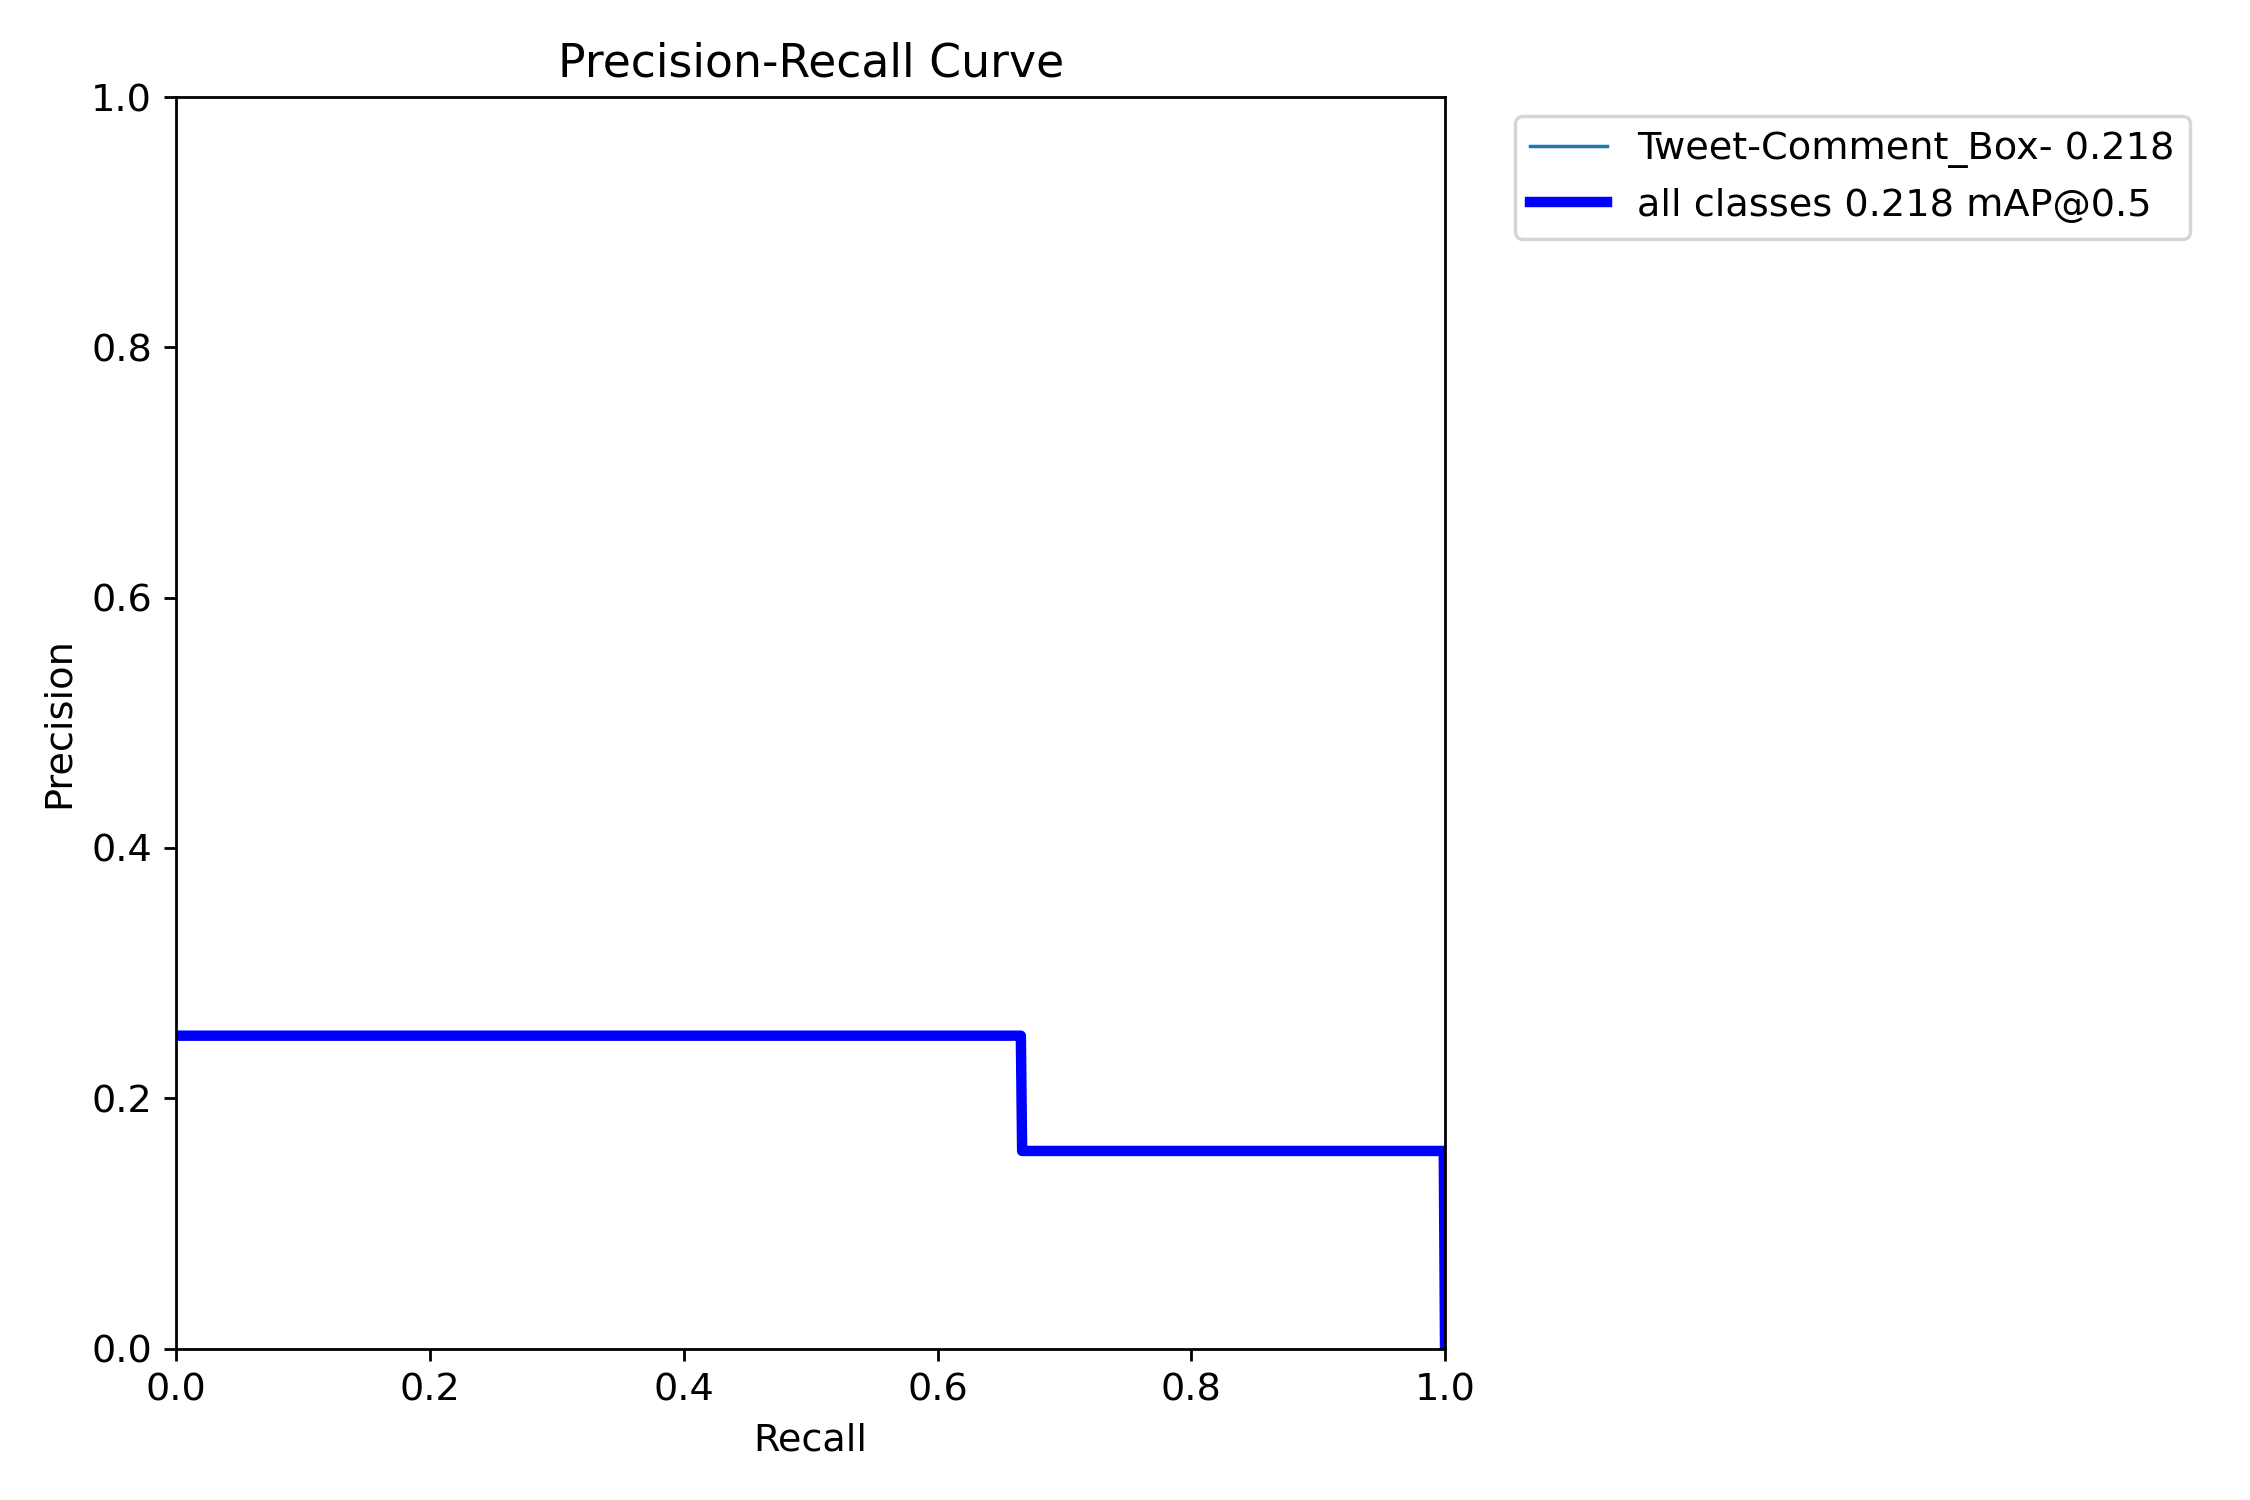 Precision-Recall Curve
1.0
0.8
0.6
0.4
0.2
0.0
Precision
0.0 0.2 0.4 0.6 0.8 1.0
Recall
Tweet-Comment_Box- 0.218
all classes 0.218 mAP@0.5